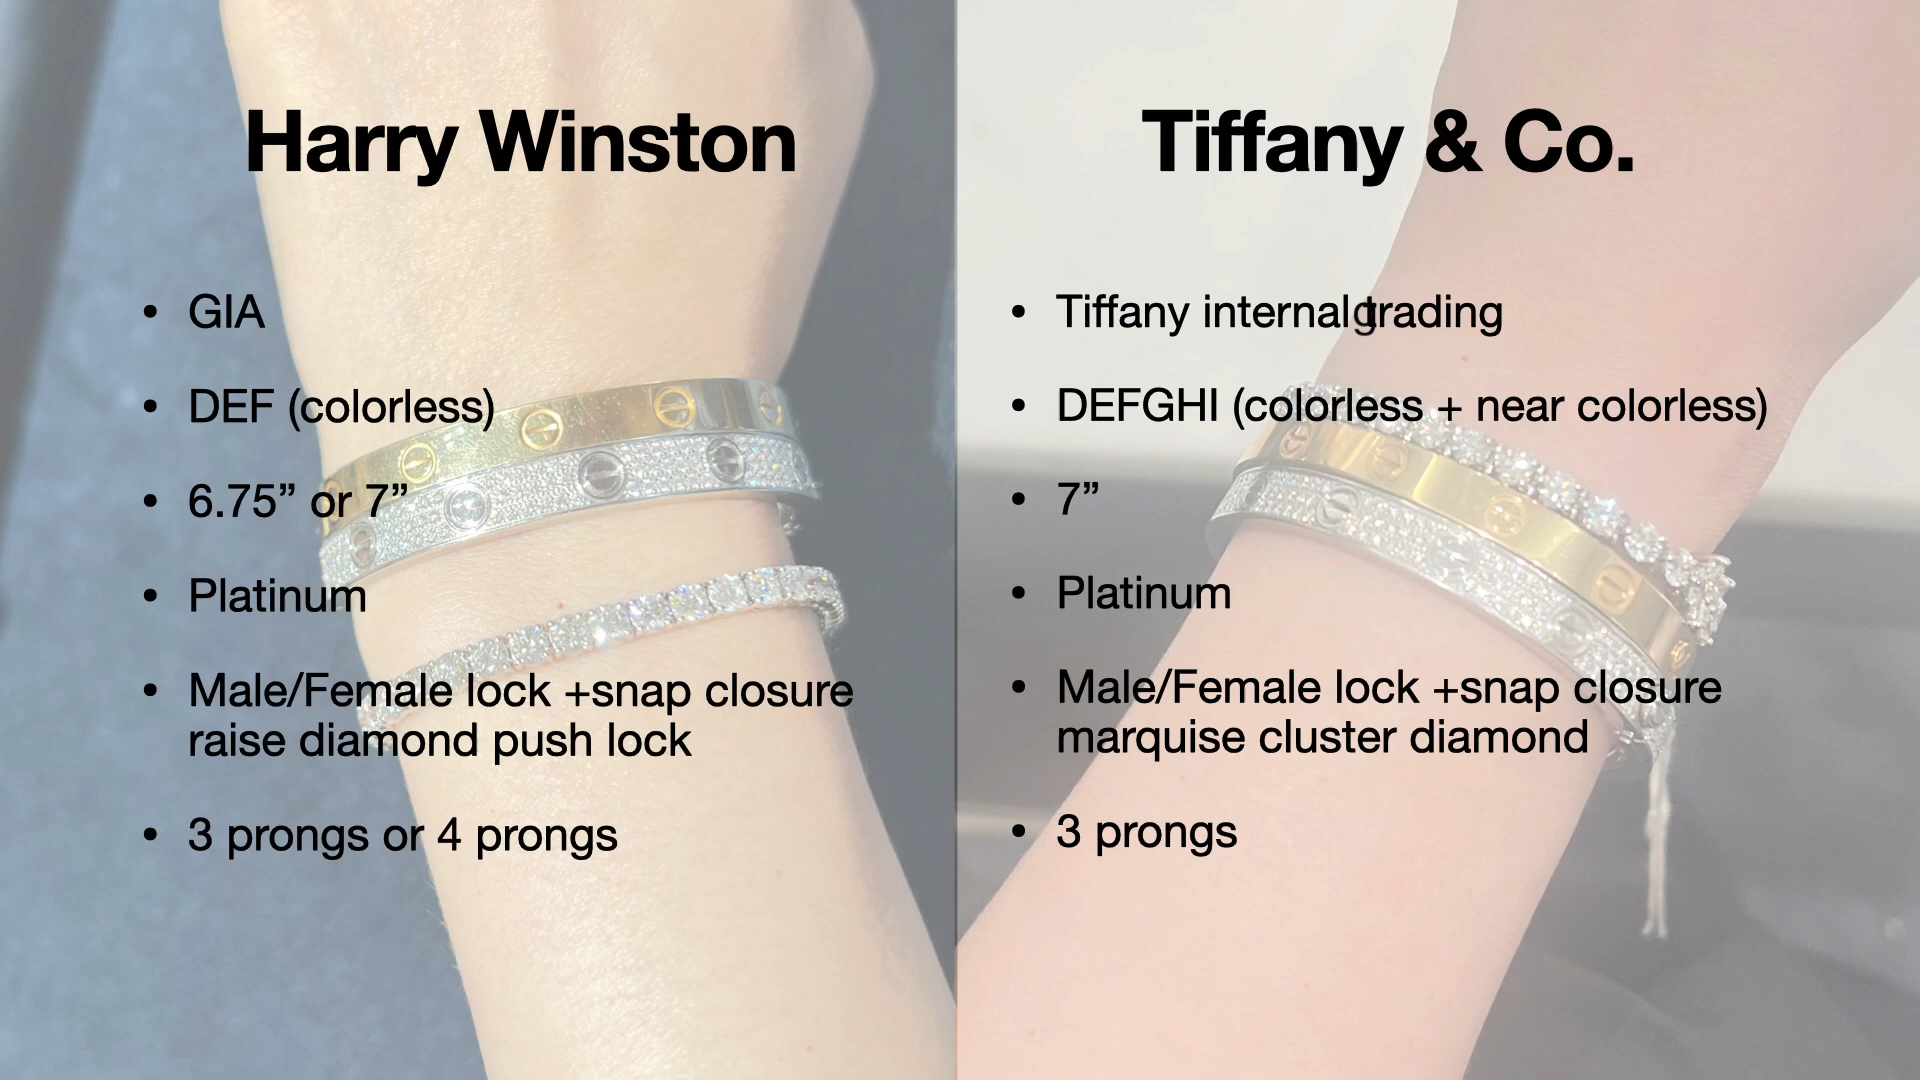 Harry Winston
• GIA
• DEF (colorless)
• 6.75” or 7”
• Platinum
• Male/Female lock +snap closure
raise diamond push lock
• 3 prongs or 4 prongs
Tiffany & Co.
• Tiffany internal
• DEFGHI (colorless + near colorless)
• 7”
• Platinum
• Male/Female lock +snap closure
marquise cluster diamond
• 3 prongs